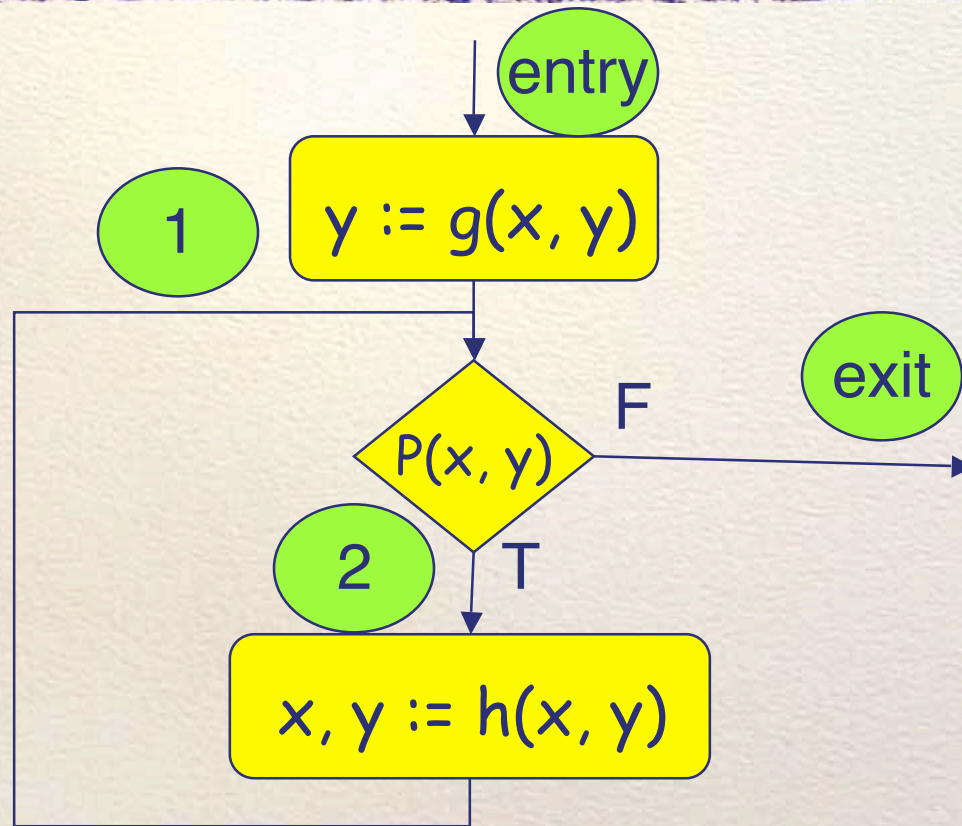 entry
y := g(x, y)
1
P(x, y)
F
exit
2
T
x, y := h(x, y)